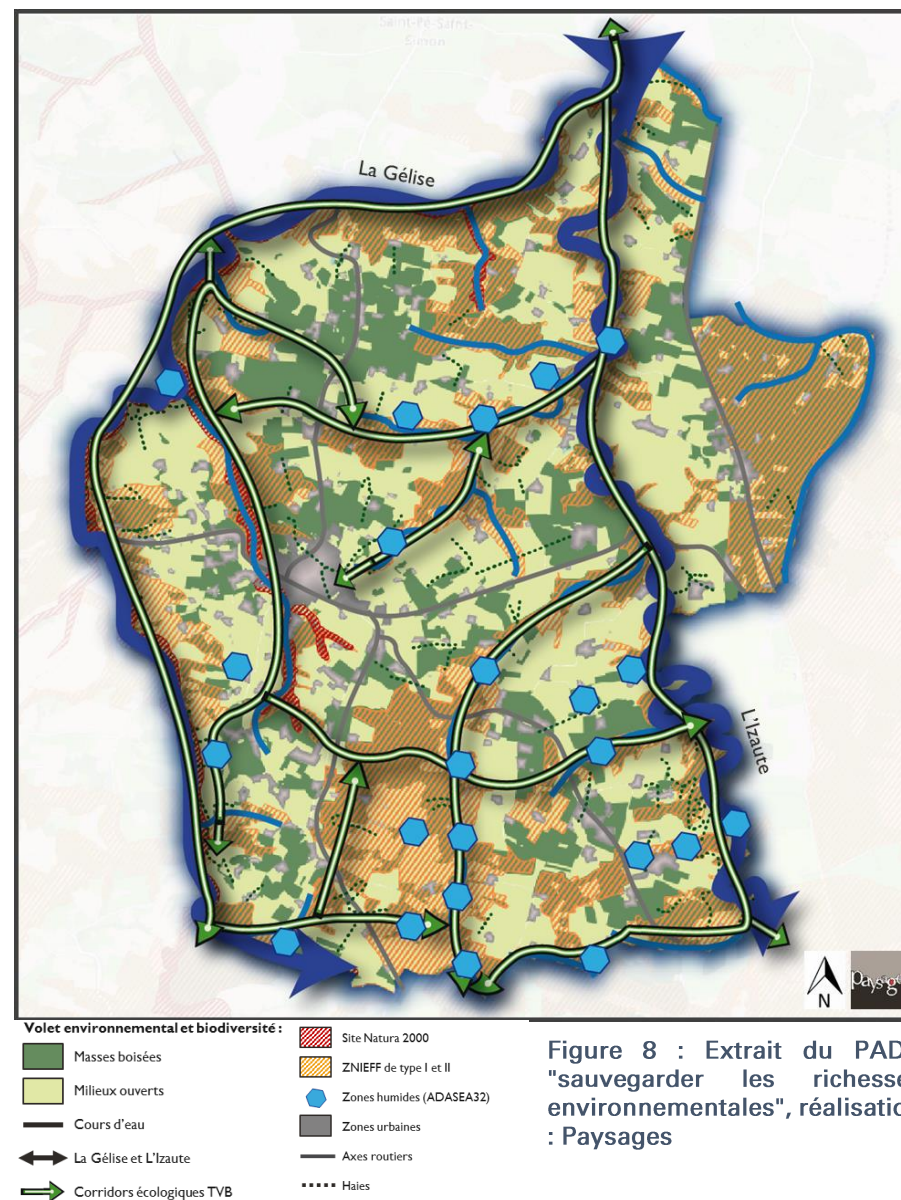 Saint-Pé-Saint-
Simon
La Gélise
L'Izaute
N
Paysag
Volet environnemental et biodiversité :
Masses boisées
Milieux ouverts
Cours d'eau
La Gélise et L'Izaute
Corridors écologiques TVB
Site Natura 2000
ZNIEFF de type I et II
Zones humides (ADASEA32)
Zones urbaines
Axes routiers
Haies
Figure 8 : Extrait du PAD
"sauvegarder les richesse
environnementales", réalisatio
: Paysages